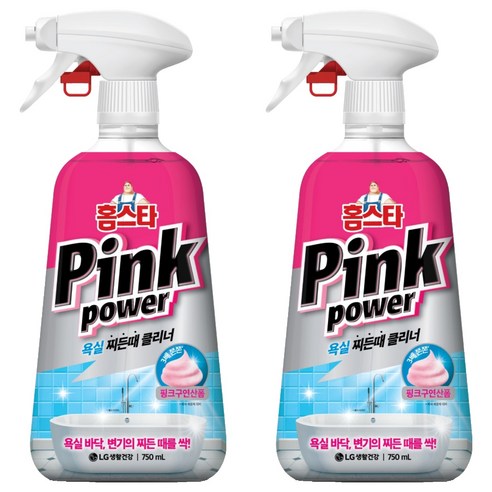 홈스타
Pink
power
욕실 찌든때 클리너
핑크구연산폼
욕실 바닥, 변기의 찌든 때를 싹!
LG생활건강 750 mL
홈스타
Pink
power
욕실 찌든때 클리너
핑크구연산폼
욕실 바닥, 변기의 찌든 때를 싹!
LG생활건강 750 mL